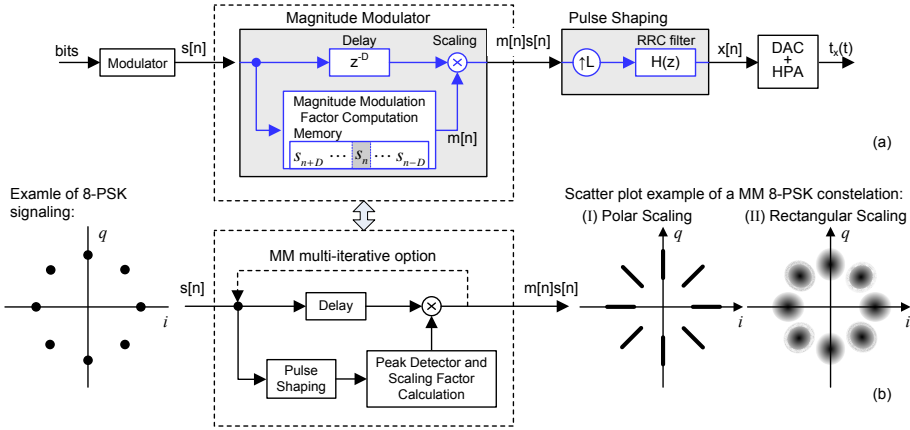 Magnitude Modulator
Pulse Shaping
bits
Modulator
s[n]
Delay
z^-D
Scaling
×
m[n]s[n]
↑L
RRC filter
H(z)
x[n]
DAC
+
HPA
t_x(t)
Magnitude Modulation
Factor Computation
Memory
s_{n+D} ⋯ s_n ⋯ s_{n−D}
m[n]
(a)
Examle of 8-PSK
signaling:
q
i
MM multi-iterative option
s[n]
Delay
×
m[n]s[n]
Pulse
Shaping
Peak Detector and
Scaling Factor
Calculation
Scatter plot example of a MM 8-PSK constelation:
(I) Polar Scaling
(II) Rectangular Scaling
q
i
q
i
(b)